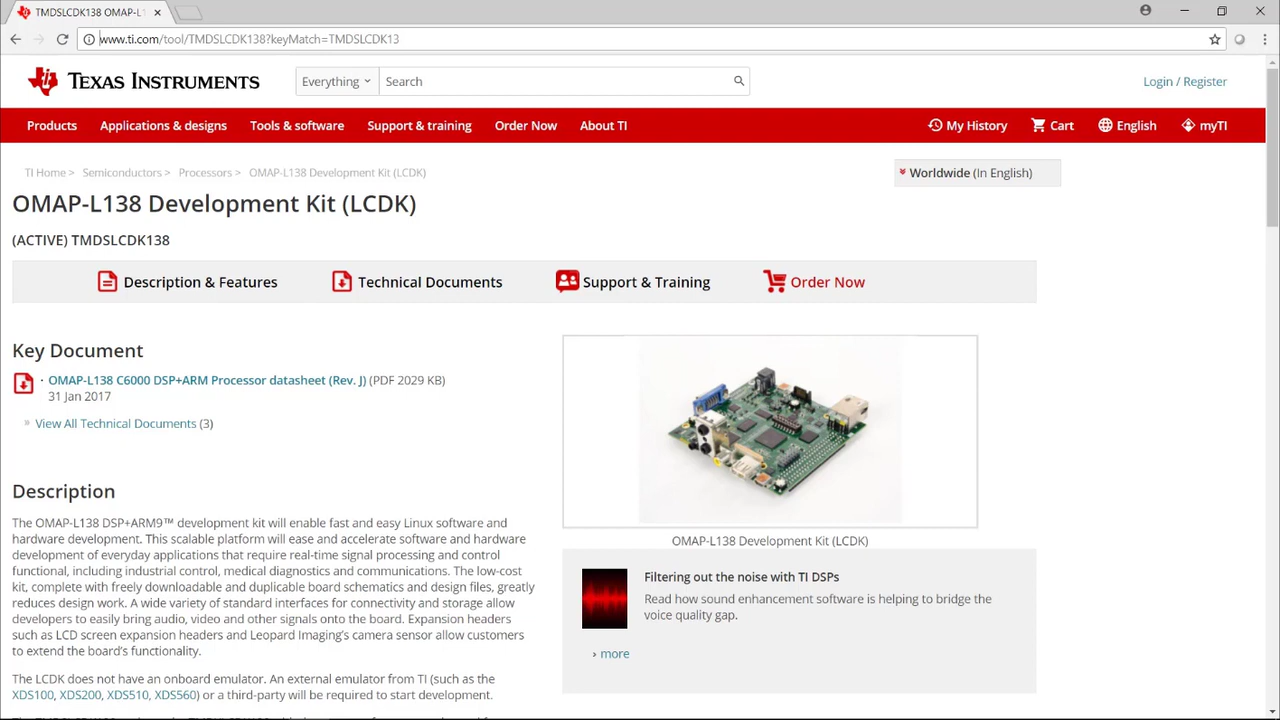 TMDSLCDK138 OMAP-L1
www.ti.com/tool/TMDSLCDK138?keyMatch=TMDSLCDK13
TEXAS INSTRUMENTS
Everything
Search
Login / Register
Products
Applications & designs
Tools & software
Support & training
Order Now
About TI
My History
Cart
English
myTI
TI Home >
Semiconductors >
Processors >
OMAP-L138 Development Kit (LCDK)
Worldwide (In English)
OMAP-L138 Development Kit (LCDK)
(ACTIVE) TMDSLCDK138
Description & Features
Technical Documents
Support & Training
Order Now
Key Document
· OMAP-L138 C6000 DSP+ARM Processor datasheet (Rev. J) (PDF 2029 KB)
31 Jan 2017
» View All Technical Documents (3)
Description
The OMAP-L138 DSP+ARM9™ development kit will enable fast and easy Linux software and
hardware development. This scalable platform will ease and accelerate software and hardware
development of everyday applications that require real-time signal processing and control
functional, including industrial control, medical diagnostics and communications. The low-cost
kit, complete with freely downloadable and duplicable board schematics and design files, greatly
reduces design work. A wide variety of standard interfaces for connectivity and storage allow
developers to easily bring audio, video and other signals onto the board. Expansion headers
such as LCD screen expansion headers and Leopard Imaging's camera sensor allow customers
to extend the board's functionality.
The LCDK does not have an onboard emulator. An external emulator from TI (such as the
XDS100, XDS200, XDS510, XDS560) or a third-party will be required to start development.
OMAP-L138 Development Kit (LCDK)
Filtering out the noise with TI DSPs
Read how sound enhancement software is helping to bridge the
voice quality gap.
› more